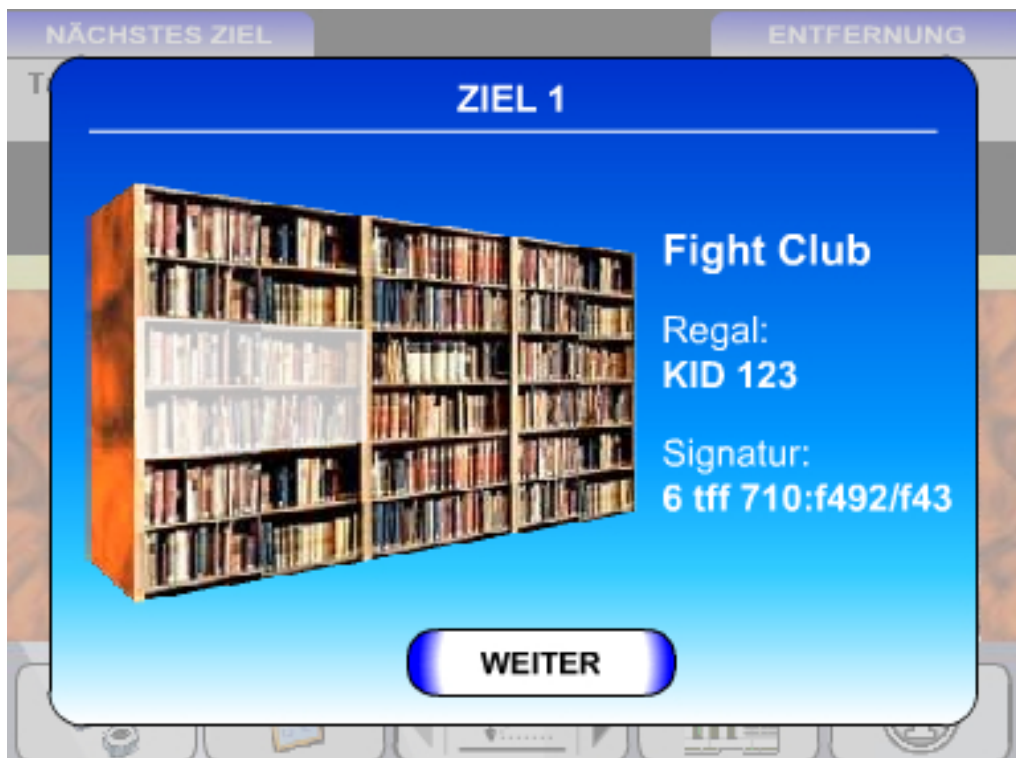 NÄCHSTES ZIEL
ENTFERNUNG
ZIEL 1
Fight Club
Regal:
KID 123
Signatur:
6 tff 710:f492/f43
WEITER